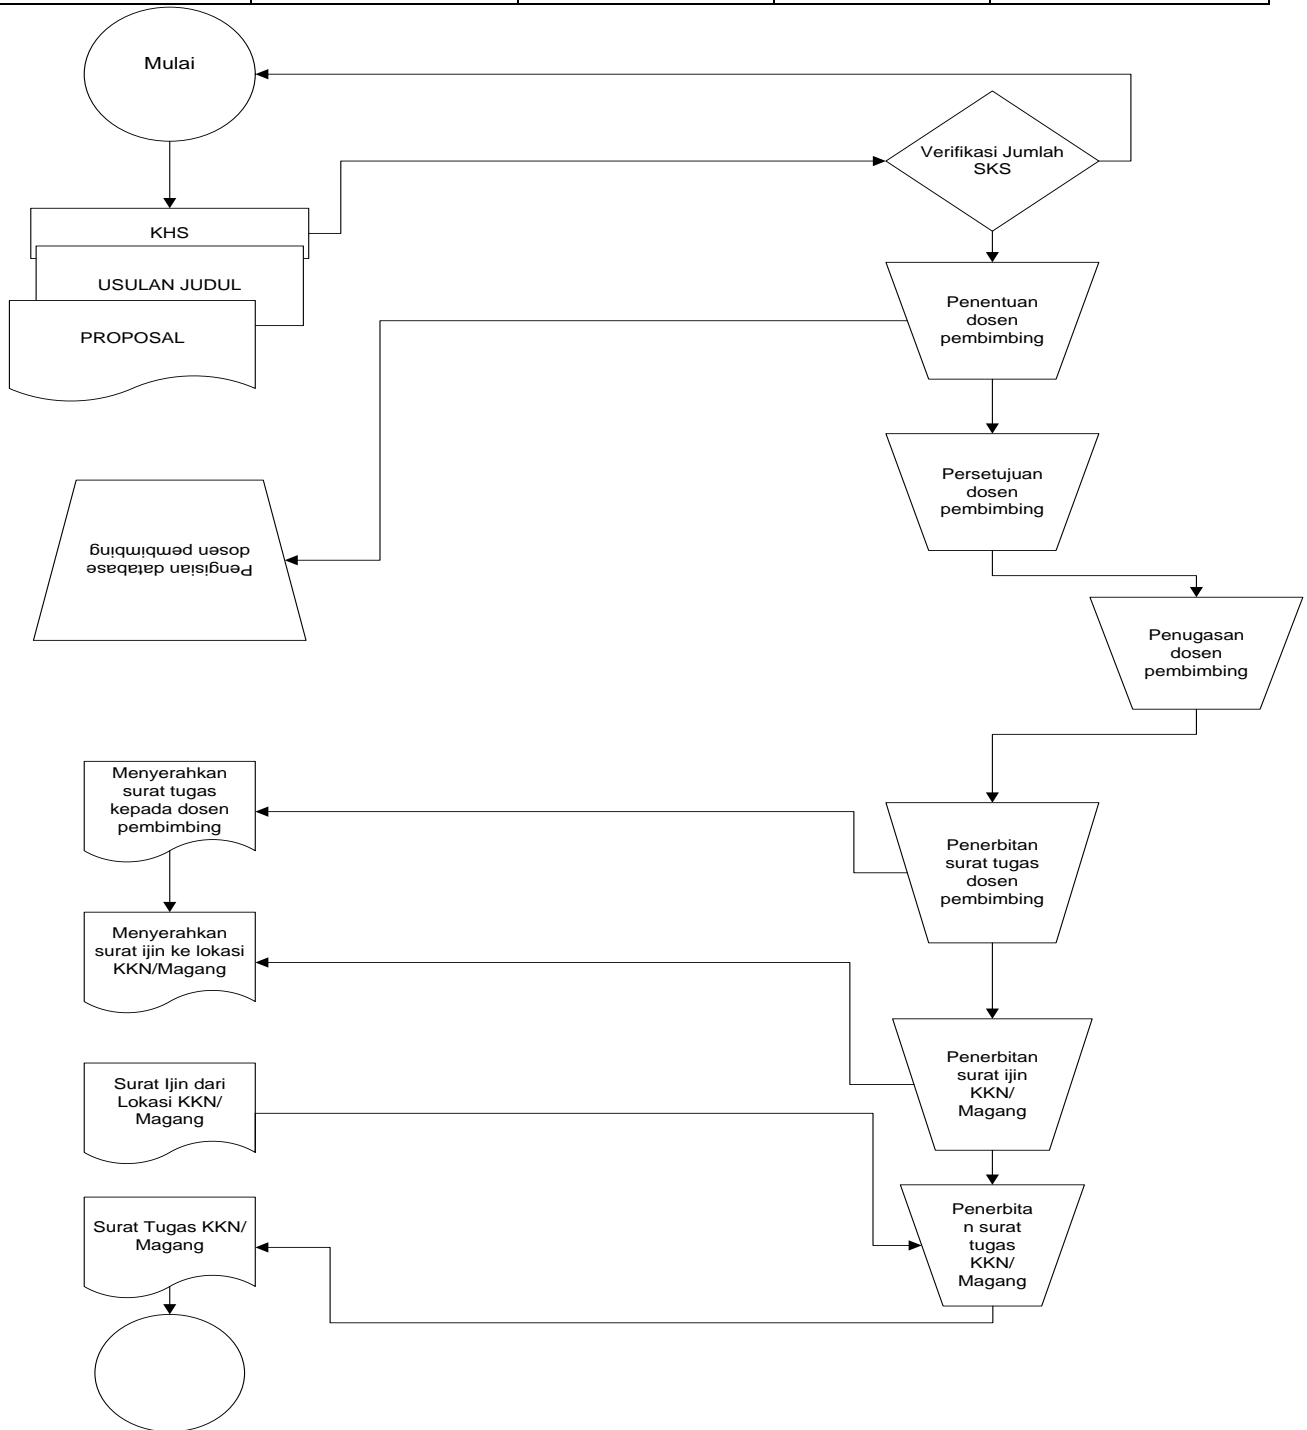 Mulai
Verifikasi Jumlah
SKS
KHS
USULAN JUDUL
PROPOSAL
Penentuan
dosen
pembimbing
Persetujuan
dosen
pembimbing
Pengisian database
dosen pembimbing
Penugasan
dosen
pembimbing
Menyerahkan
surat tugas
kepada dosen
pembimbing
Penerbitan
surat tugas
dosen
pembimbing
Menyerahkan
surat ijin ke lokasi
KKN/Magang
Penerbitan
surat ijin
KKN/
Magang
Surat Ijin dari
Lokasi KKN/
Magang
Penerbita
n surat
tugas
KKN/
Magang
Surat Tugas KKN/
Magang